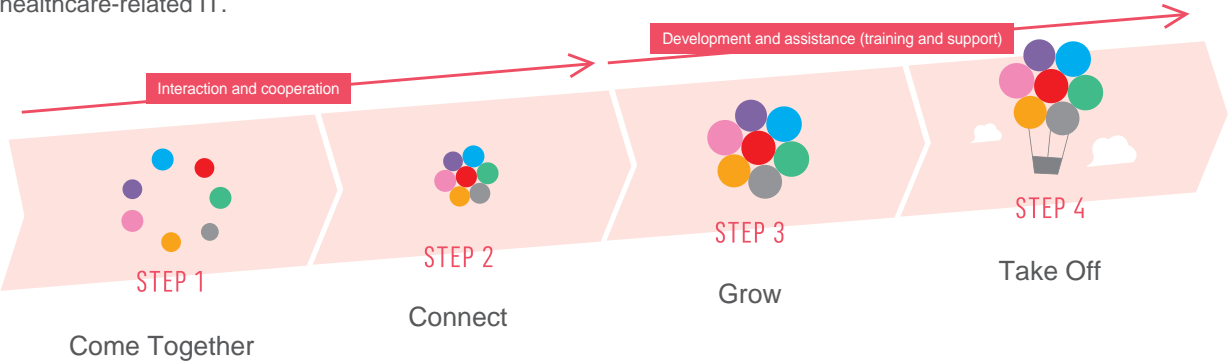 healthcare-related IT.
Development and assistance (training and support)
Interaction and cooperation
STEP 1
Come Together
STEP 2
Connect
STEP 3
Grow
STEP 4
Take Off